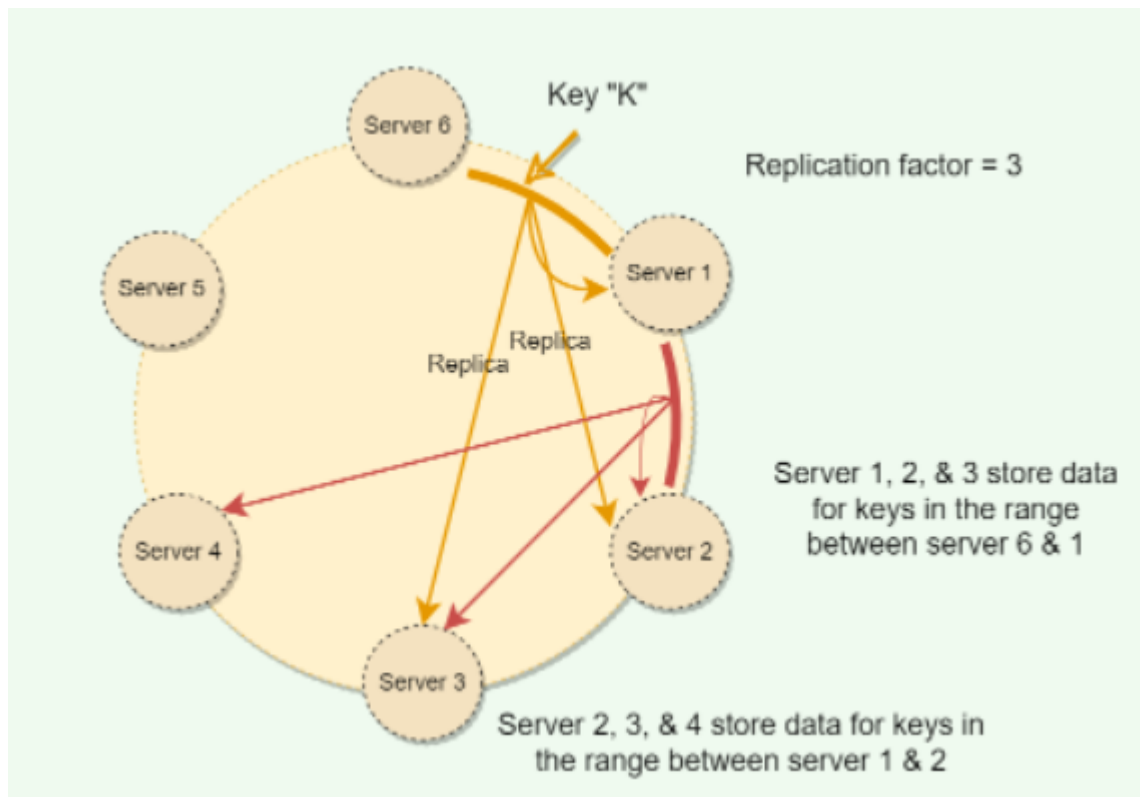 Key "K"
Server 6
Replication factor = 3
Server 1
Server 5
Replica
Replica
Server 1, 2, & 3 store data
for keys in the range
between server 6 & 1
Server 4
Server 2
Server 3
Server 2, 3, & 4 store data for keys in
the range between server 1 & 2